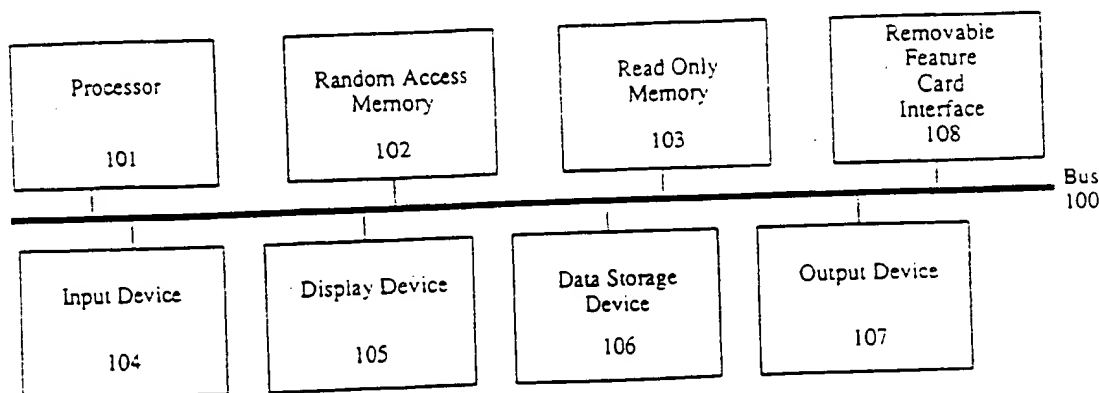 Processor
101
Random Access
Memory
102
Read Only
Memory
103
Removable
Feature
Card
Interface
108
Bus
100
Input Device
104
Display Device
105
Data Storage
Device
106
Output Device
107